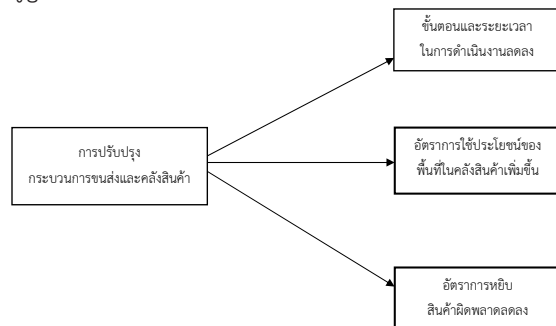 ขั้นตอนและระยะเวลา
ในการดำเนินงานลดลง
การปรับปรุง
กระบวนการขนส่งและคลังสินค้า
อัตราการใช้ประโยชน์ของ
พื้นที่ในคลังสินค้าเพิ่มขึ้น
อัตราการหยิบ
สินค้าผิดพลาดลดลง